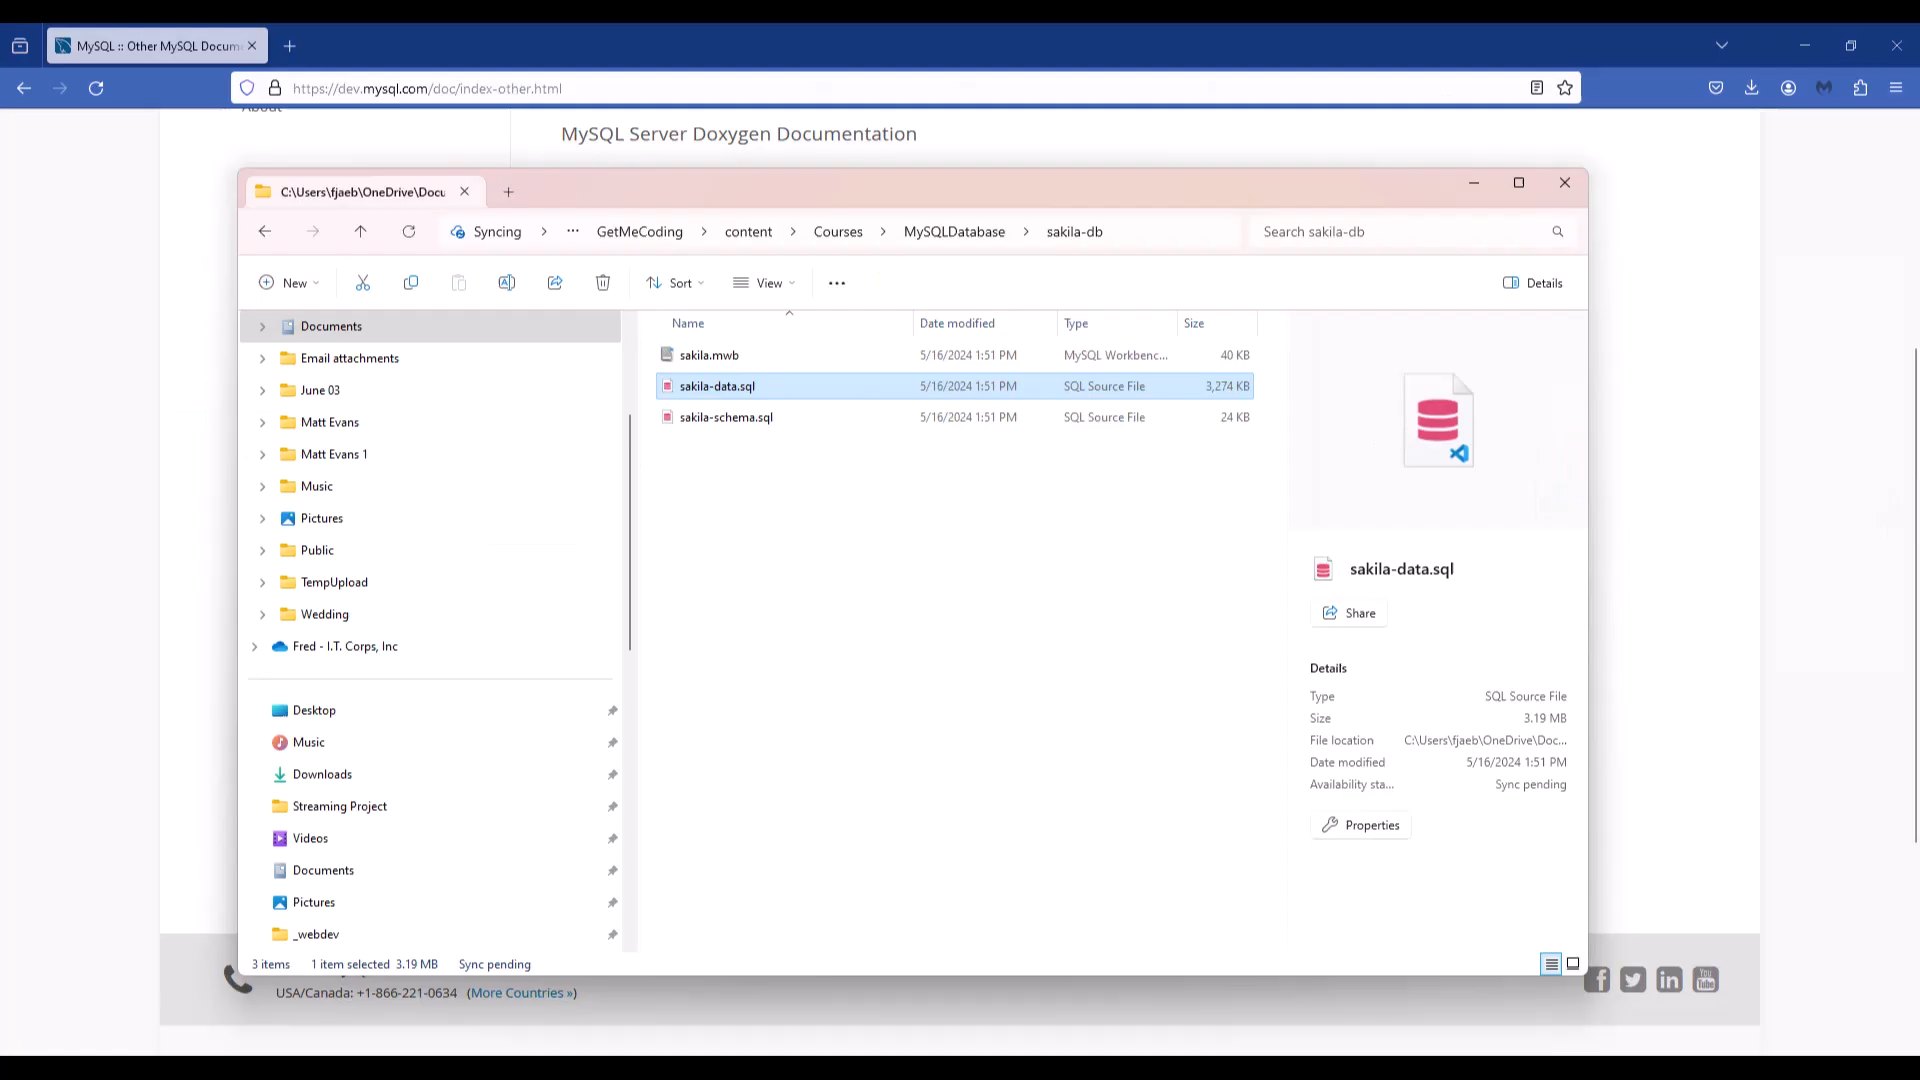 MySQL :: Other MySQL Docum
https://dev.mysql.com/doc/index-other.html
About
MySQL Server Doxygen Documentation
C:\Users\fjaeb\OneDrive\Docu
Syncing > ... GetMeCoding > content > Courses > MySQLDatabase > sakila-db
Search sakila-db
New
Sort
View
Details
Documents
Email attachments
June 03
Matt Evans
Matt Evans 1
Music
Pictures
Public
TempUpload
Wedding
Fred - I.T. Corps, Inc
Desktop
Music
Downloads
Streaming Project
Videos
Documents
Pictures
_webdev
Name Date modified Type Size
sakila.mwb 5/16/2024 1:51 PM MySQL Workbenc... 40 KB
sakila-data.sql 5/16/2024 1:51 PM SQL Source File 3,274 KB
sakila-schema.sql 5/16/2024 1:51 PM SQL Source File 24 KB
sakila-data.sql
Share
Details
Type SQL Source File
Size 3.19 MB
File location C:\Users\fjaeb\OneDrive\Doc...
Date modified 5/16/2024 1:51 PM
Availability sta... Sync pending
Properties
3 items 1 item selected 3.19 MB Sync pending
USA/Canada: +1-866-221-0634 (More Countries »)
f in You Tube